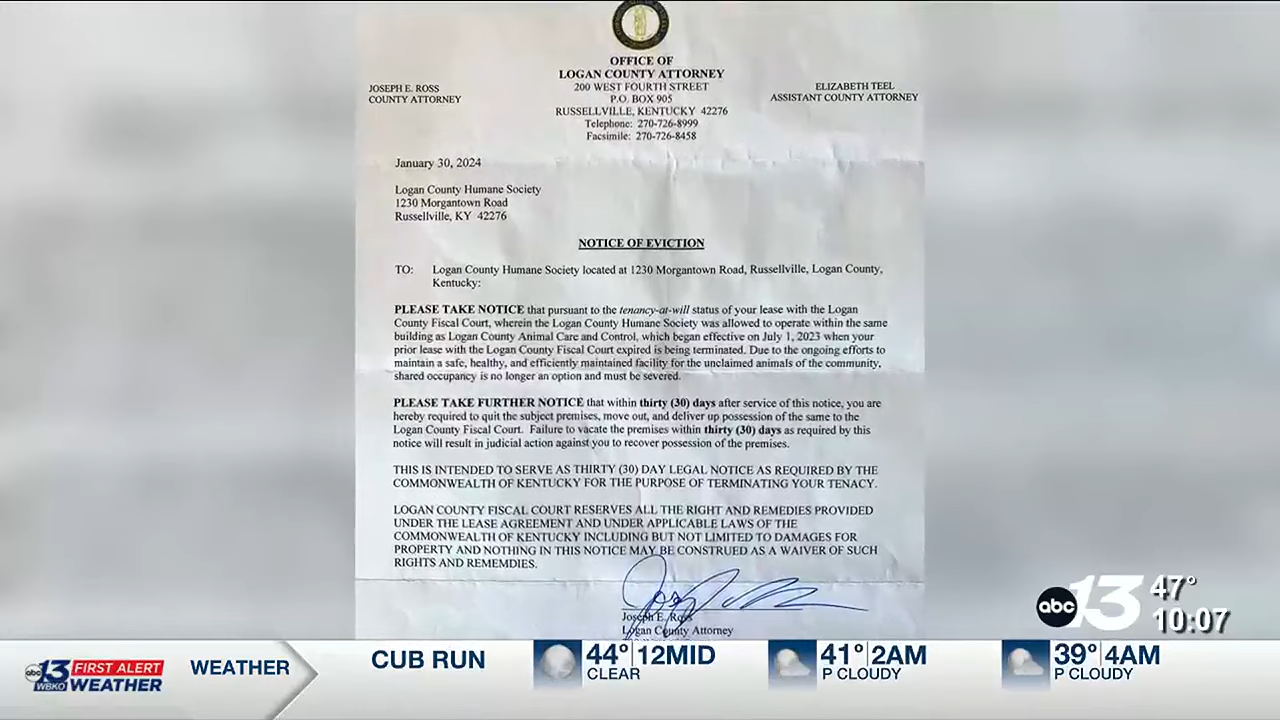 OFFICE OF
LOGAN COUNTY ATTORNEY
200 WEST FOURTH STREET
P.O. BOX 905
RUSSELLVILLE, KENTUCKY 42276
Telephone: 270-726-8999
Facsimile: 270-726-8458
JOSEPH E. ROSS
COUNTY ATTORNEY
ELIZABETH TEEL
ASSISTANT COUNTY ATTORNEY
January 30, 2024
Logan County Humane Society
1230 Morgantown Road
Russellville, KY 42276
NOTICE OF EVICTION
TO: Logan County Humane Society located at 1230 Morgantown Road, Russellville, Logan County,
Kentucky:
PLEASE TAKE NOTICE that pursuant to the tenancy-at-will status of your lease with the Logan
County Fiscal Court, wherein the Logan County Humane Society was allowed to operate within the same
building as Logan County Animal Care and Control, which began effective on July 1, 2023 when your
prior lease with the Logan County Fiscal Court expired is being terminated. Due to the ongoing efforts to
maintain a safe, healthy, and efficiently maintained facility for the unclaimed animals of the community,
shared occupancy is no longer an option and must be severed.
PLEASE TAKE FURTHER NOTICE that within thirty (30) days after service of this notice, you are
hereby required to quit the subject premises, move out, and deliver up possession of the same to the
Logan County Fiscal Court. Failure to vacate the premises within thirty (30) days as required by this
notice will result in judicial action against you to recover possession of the premises.
THIS IS INTENDED TO SERVE AS THIRTY (30) DAY LEGAL NOTICE AS REQUIRED BY THE
COMMONWEALTH OF KENTUCKY FOR THE PURPOSE OF TERMINATING YOUR TENACY.
LOGAN COUNTY FISCAL COURT RESERVES ALL THE RIGHT AND REMEDIES PROVIDED
UNDER THE LEASE AGREEMENT AND UNDER APPLICABLE LAWS OF THE
COMMONWEALTH OF KENTUCKY INCLUDING BUT NOT LIMITED TO DAMAGES FOR
PROPERTY AND NOTHING IN THIS NOTICE MAY BE CONSTRUED AS A WAIVER OF SUCH
RIGHTS AND REMEMDIES.
Joseph E. Ross
Logan County Attorney
abc 13 47°
10:07
abc 13 WBKO FIRST ALERT WEATHER
WEATHER
CUB RUN
44° 12MID
CLEAR
41° 2AM
P CLOUDY
39° 4AM
P CLOUDY